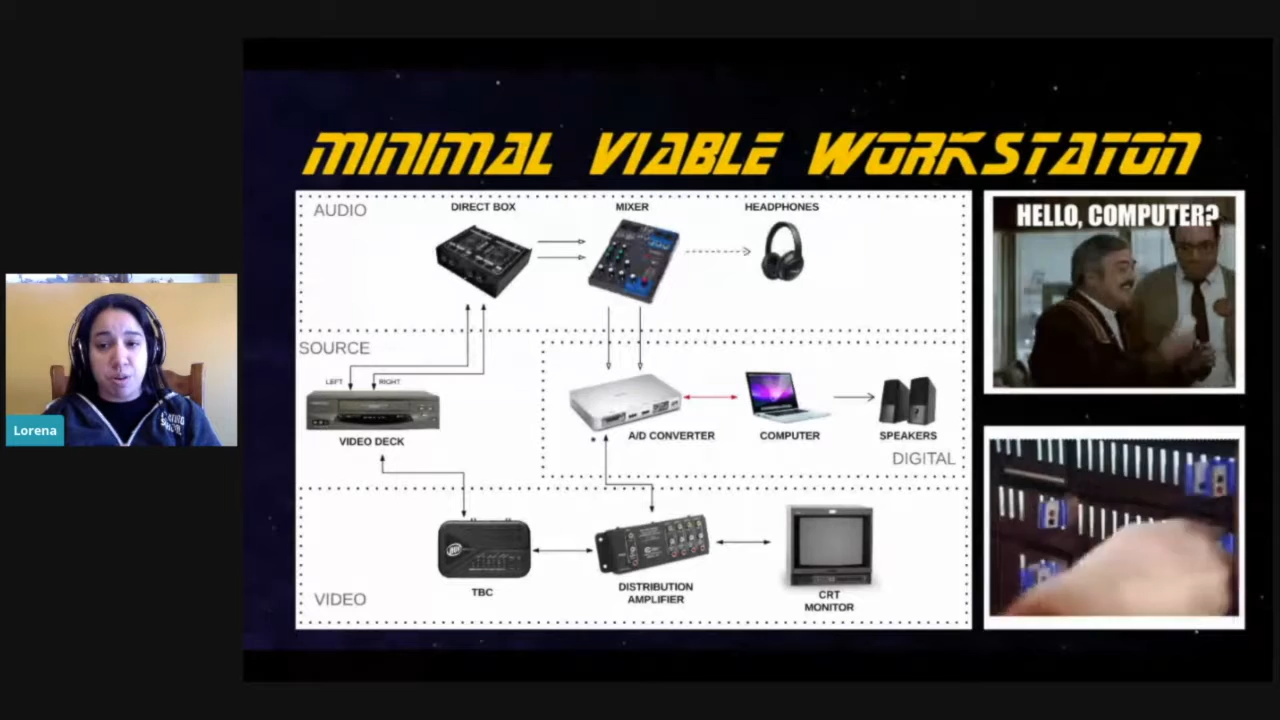 MINIMAL VIABLE WORKSTATON
AUDIO
DIRECT BOX
MIXER
HEADPHONES
HELLO, COMPUTER?
SOURCE
LEFT
RIGHT
VIDEO DECK
A/D CONVERTER
COMPUTER
SPEAKERS
DIGITAL
Lorena
TBC
DISTRIBUTION
AMPLIFIER
CRT
MONITOR
VIDEO